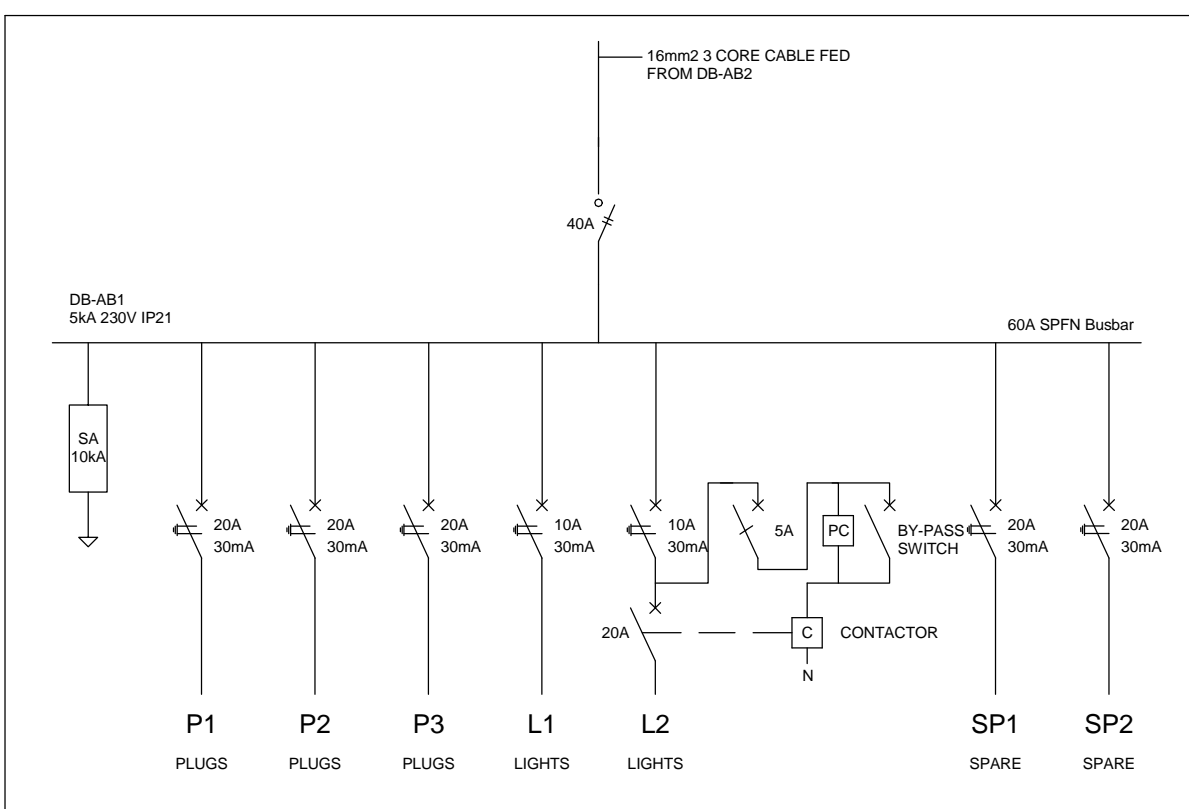 16mm2 3 CORE CABLE FED
FROM DB-AB2
40A
DB-AB1
5kA 230V IP21
60A SPFN Busbar
SA
10kA
20A
30mA
20A
30mA
20A
30mA
10A
30mA
10A
30mA
5A
PC
BY-PASS
SWITCH
20A
30mA
20A
30mA
20A
C
CONTACTOR
N
P1
P2
P3
L1
L2
SP1
SP2
PLUGS
PLUGS
PLUGS
LIGHTS
LIGHTS
SPARE
SPARE